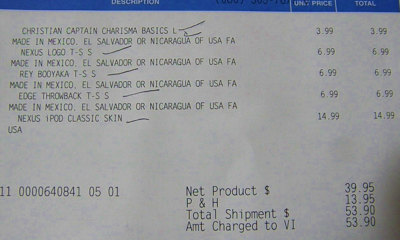 DESCRIPTION UNIT PRICE TOTAL
CHRISTIAN CAPTAIN CHARISMA BASICS L 3.99 3.99
MADE IN MEXICO, EL SALVADOR OR NICARAGUA OF USA FA
NEXUS LOGO T-S S 6.99 6.99
MADE IN MEXICO, EL SALVADOR OR NICARAGUA OF USA FA
REY BOOYAKA T-S S 6.99 6.99
MADE IN MEXICO, EL SALVADOR OR NICARAGUA OF USA FA
EDGE THROWBACK T-S S 6.99 6.99
MADE IN MEXICO, EL SALVADOR OR NICARAGUA OF USA FA
NEXUS iPOD CLASSIC SKIN 14.99 14.99
USA
11 0000640841 05 01
Net Product $ 39.95
P & H 13.95
Total Shipment $ 53.90
Amt Charged to VI 53.90